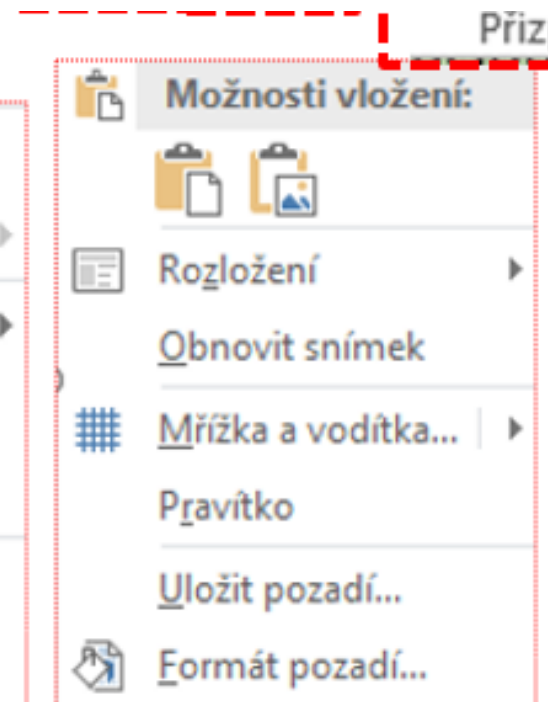 Přiz
Možnosti vložení:
Rozložení
Obnovit snímek
Mřížka a vodítka...
Pravítko
Uložit pozadí...
Formát pozadí...